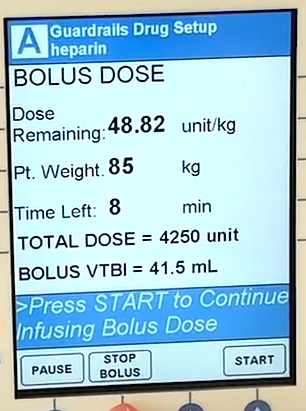 A Guardrails Drug Setup
heparin
BOLUS DOSE
Dose
Remaining: 48.82 unit/kg
Pt. Weight. 85 kg
Time Left: 8 min
TOTAL DOSE = 4250 unit
BOLUS VTBI = 41.5 mL
>Press START to Continue
Infusing Bolus Dose
PAUSE STOP BOLUS START